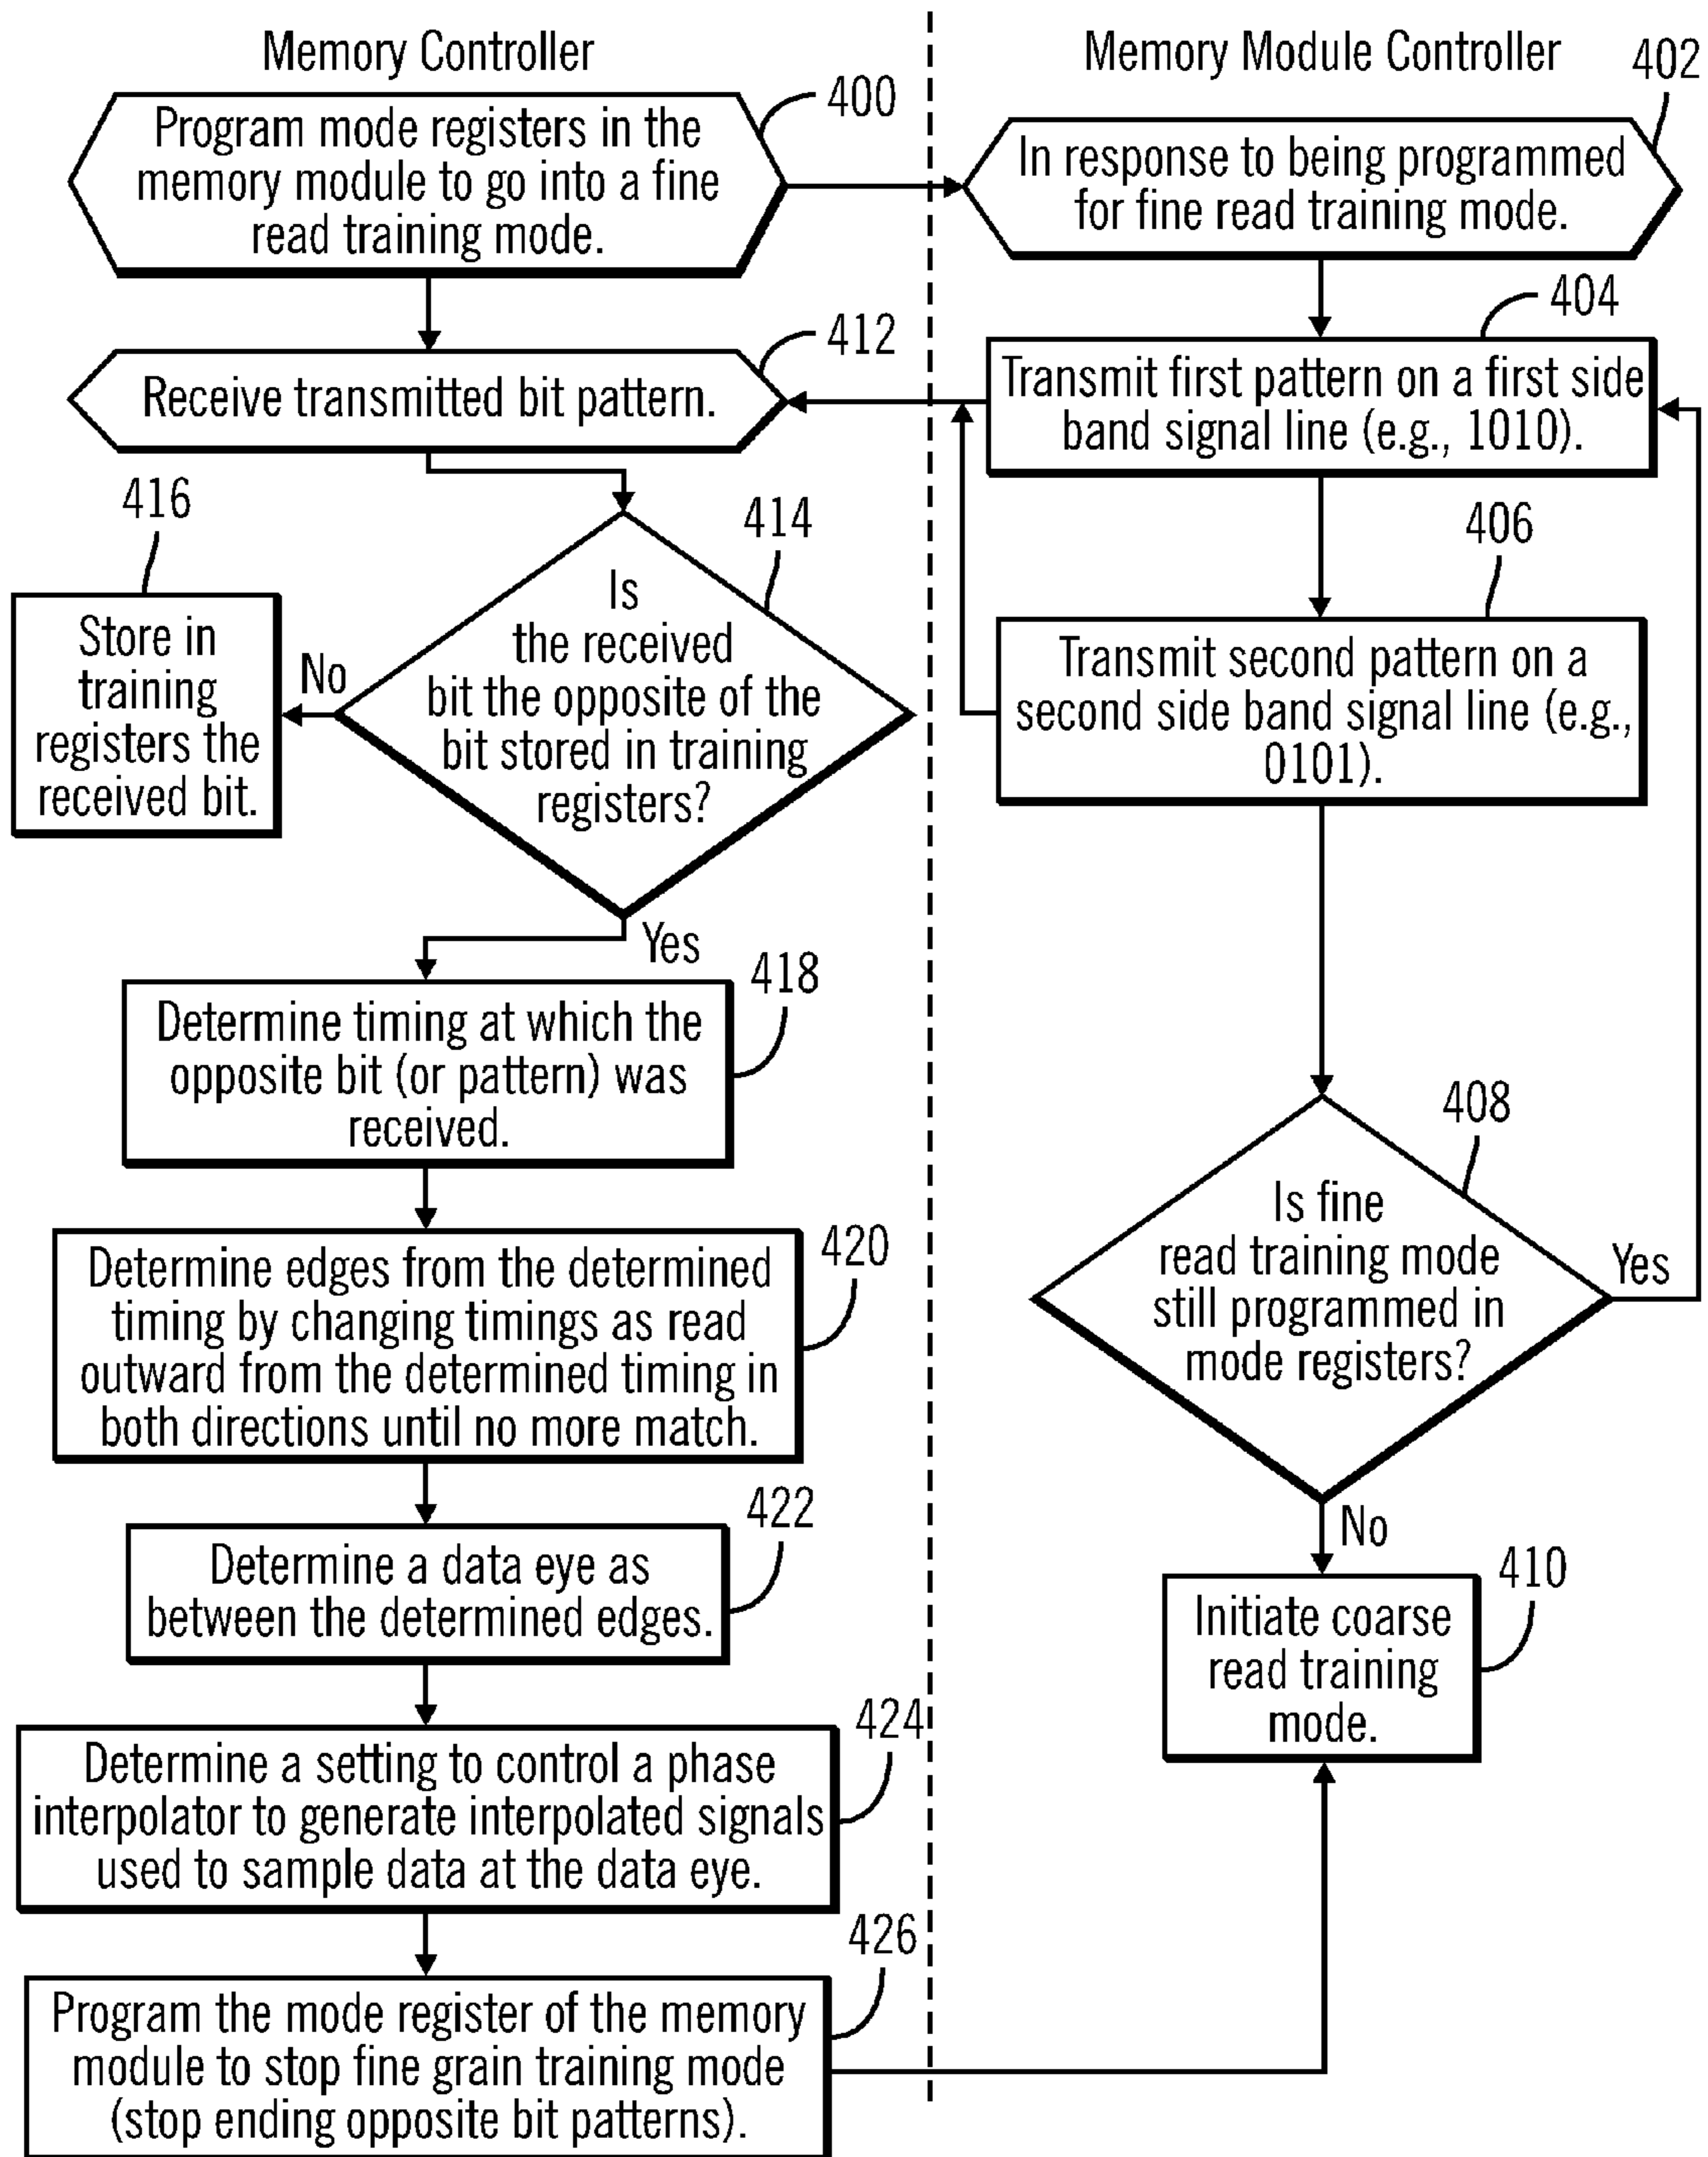 Memory Controller
Memory Module Controller
400
Program mode registers in the
memory module to go into a fine
read training mode.
402
In response to being programmed
for fine read training mode.
404
Transmit first pattern on a first side
band signal line (e.g., 1010).
412
Receive transmitted bit pattern.
406
Transmit second pattern on a
second side band signal line (e.g.,
0101).
414
Is
the received
bit the opposite of the
bit stored in training
registers?
416
Store in
training
registers the
received bit.
No
Yes
418
Determine timing at which the
opposite bit (or pattern) was
received.
408
Is fine
read training mode
still programmed in
mode registers?
Yes
No
420
Determine edges from the determined
timing by changing timings as read
outward from the determined timing in
both directions until no more match.
422
Determine a data eye as
between the determined edges.
410
Initiate coarse
read training
mode.
424
Determine a setting to control a phase
interpolator to generate interpolated signals
used to sample data at the data eye.
426
Program the mode register of the memory
module to stop fine grain training mode
(stop ending opposite bit patterns).